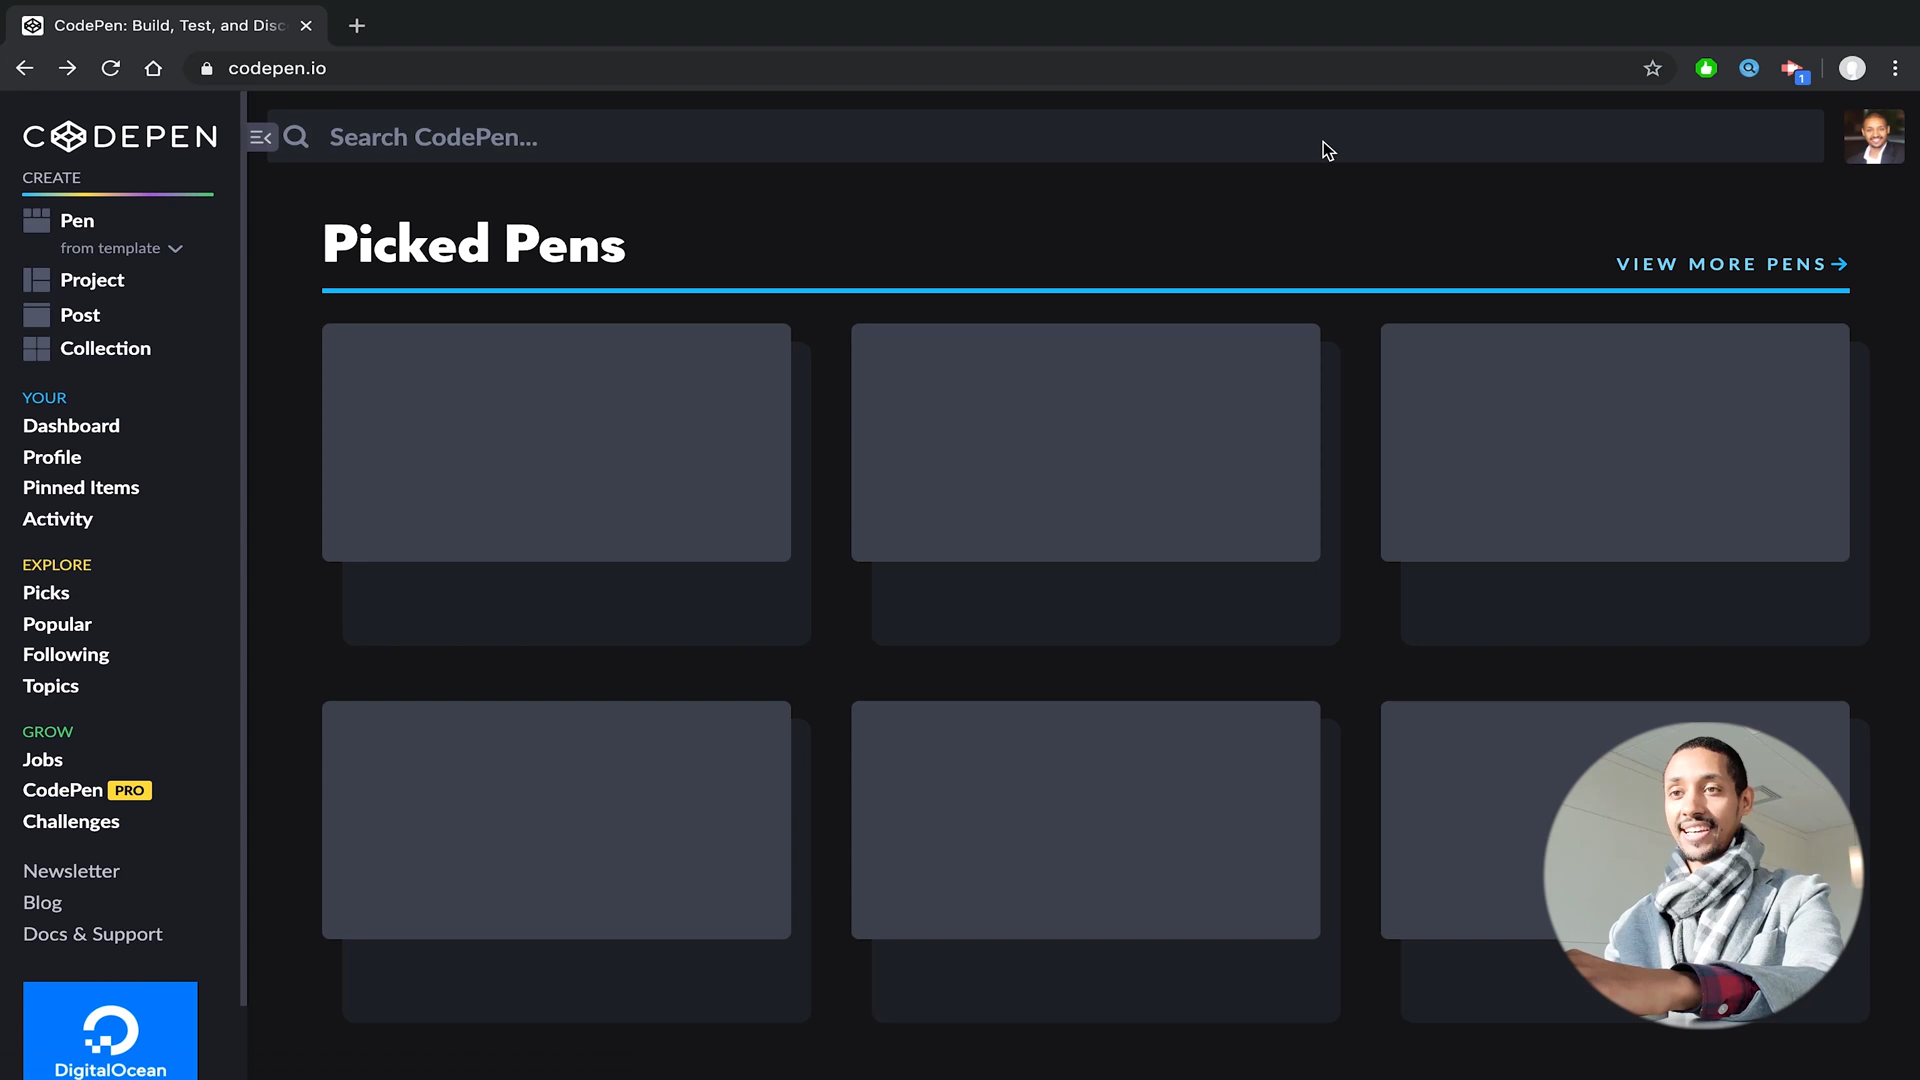 CodePen: Build, Test, and Disc
codepen.io
1
CODEPEN
Search CodePen...
CREATE
Pen
from template
Project
Post
Collection
YOUR
Dashboard
Profile
Pinned Items
Activity
EXPLORE
Picks
Popular
Following
Topics
GROW
Jobs
CodePen PRO
Challenges
Newsletter
Blog
Docs & Support
DigitalOcean
Picked Pens
VIEW MORE PENS→